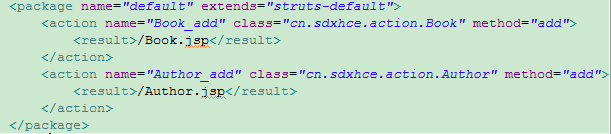 <package name="default" extends="struts-default">
<action name="Book_add" class="cn.sdxhce.action.Book" method="add">
<result>/Book.jsp</result>
</action>
<action name="Author_add" class="cn.sdxhce.action.Author" method="add">
<result>/Author.jsp</result>
</action>
</package>